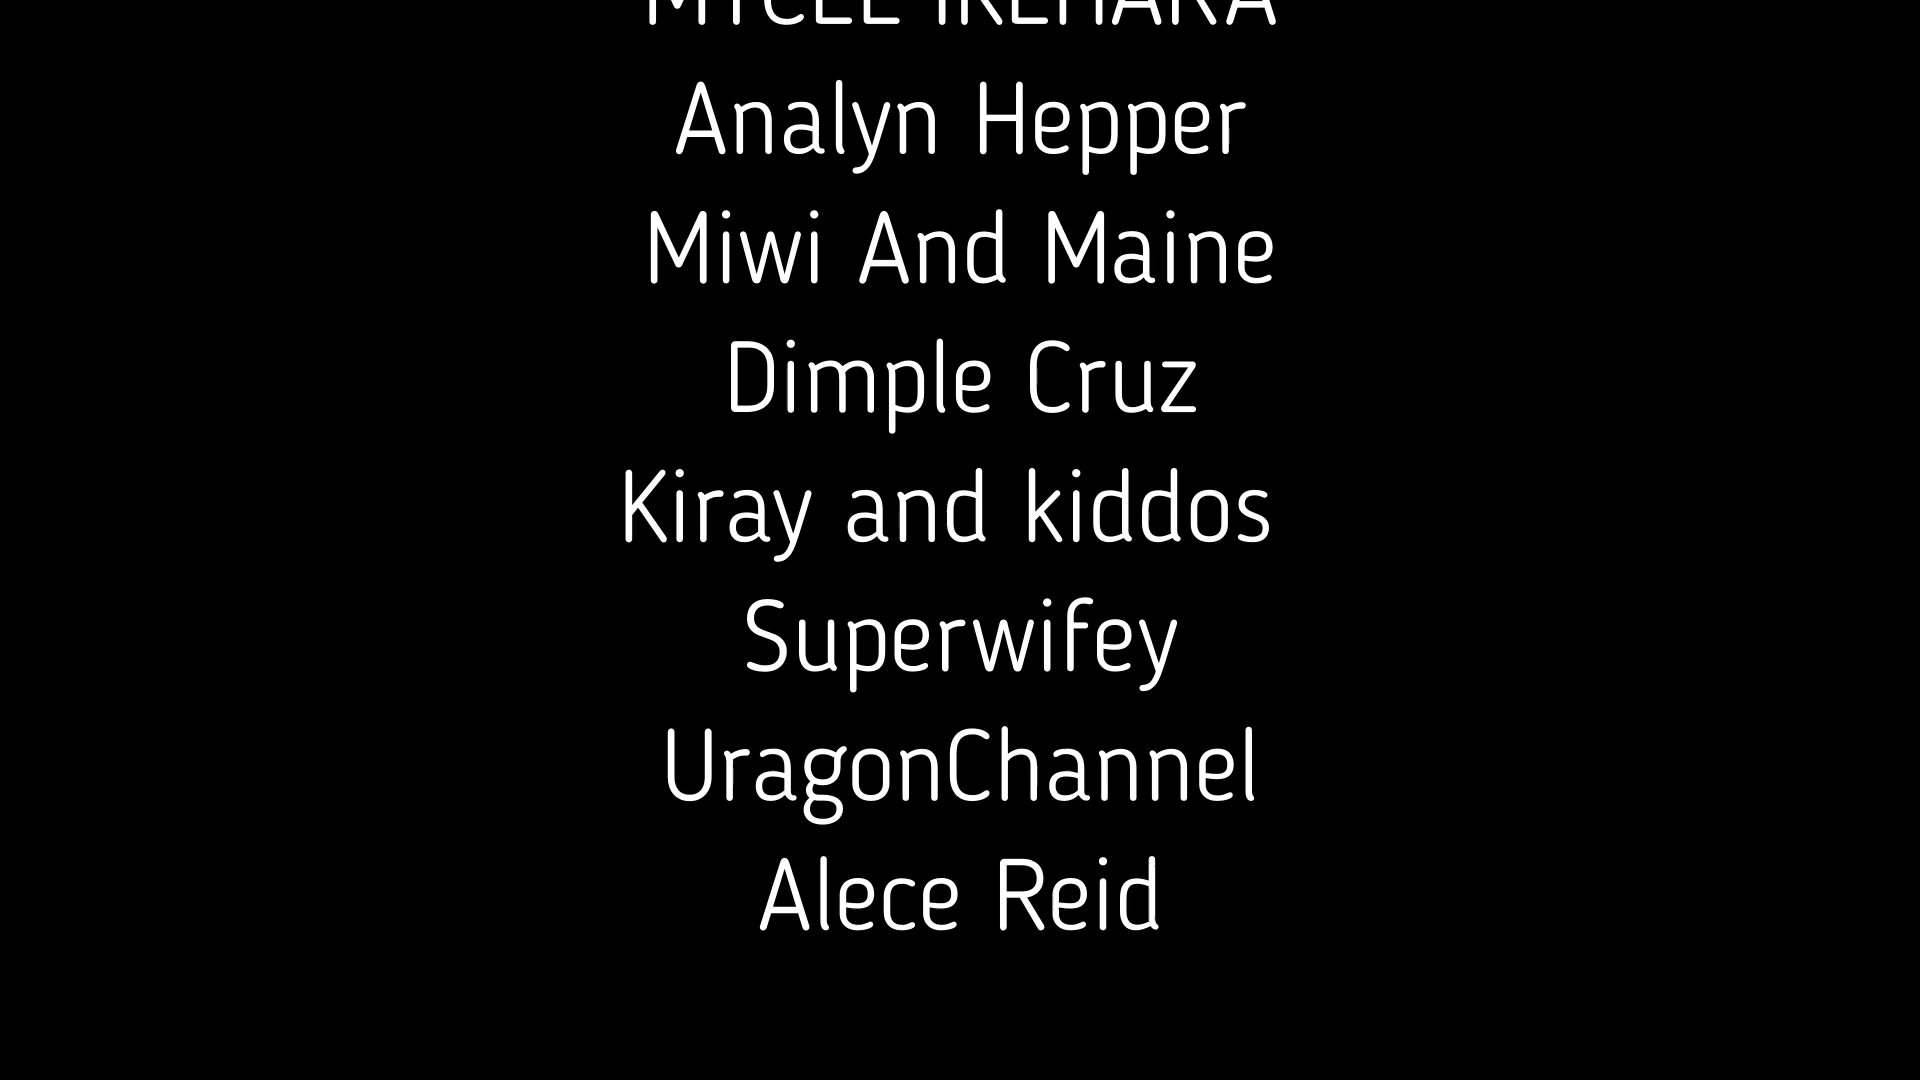 Analyn Hepper
Miwi And Maine
Dimple Cruz
Kiray and kiddos
Superwifey
UragonChannel
Alece Reid